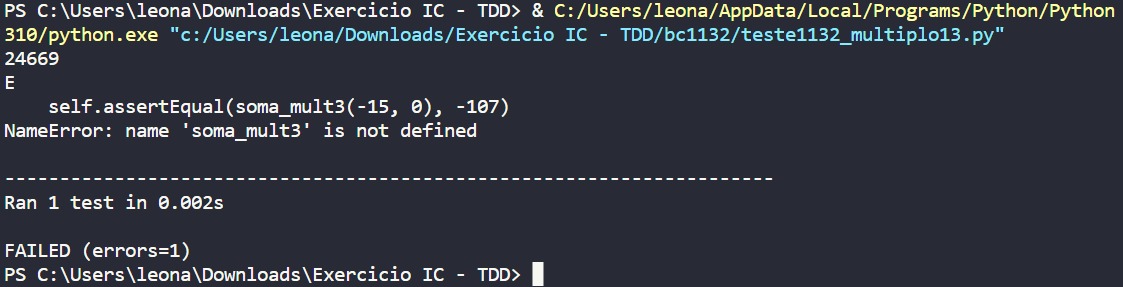 PS C:\Users\leona\Downloads\Exercicio IC - TDD> & C:/Users/leona/AppData/Local/Programs/Python/Python
310/python.exe "c:/Users/leona/Downloads/Exercicio IC - TDD/bc1132/teste1132_multiplo13.py"
24669
E
    self.assertEqual(soma_mult3(-15, 0), -107)
NameError: name 'soma_mult3' is not defined
----------------------------------------------------------------------
Ran 1 test in 0.002s
FAILED (errors=1)
PS C:\Users\leona\Downloads\Exercicio IC - TDD>